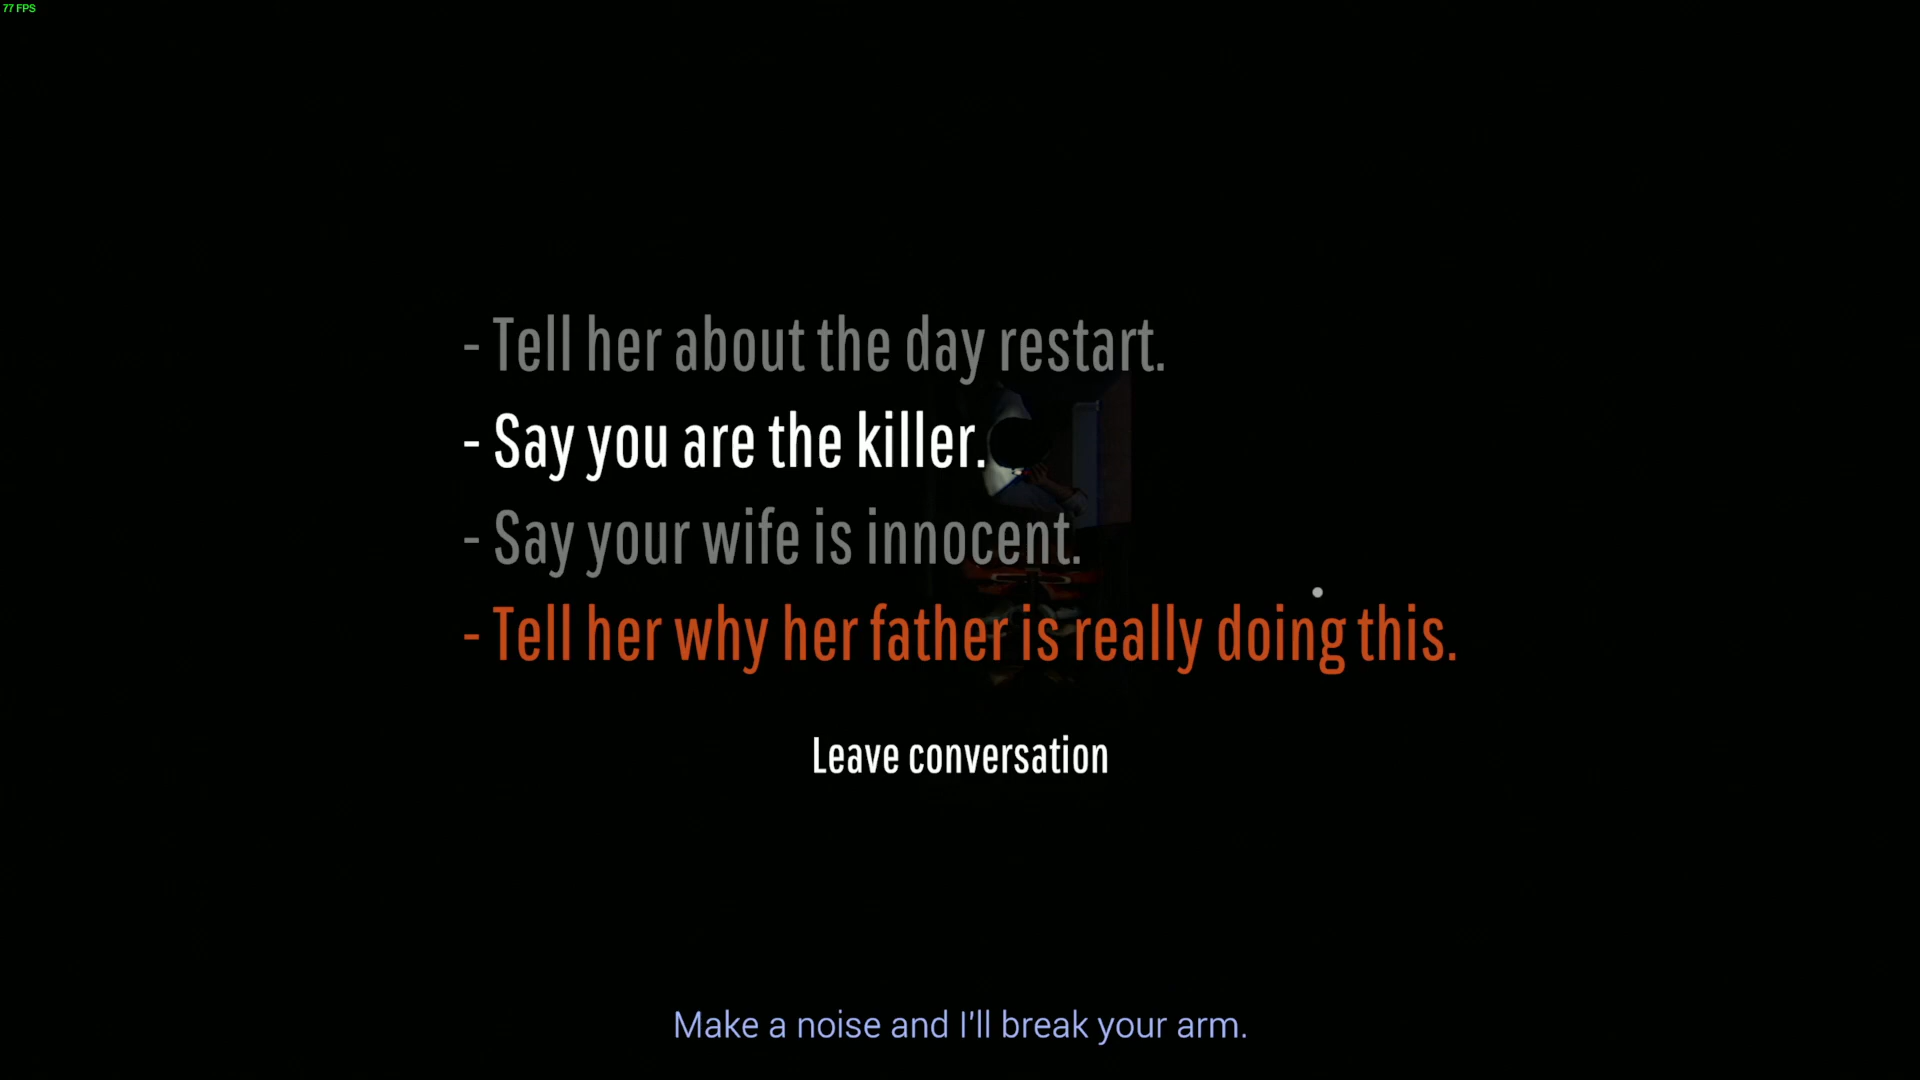 77 FPS
- Tell her about the day restart.
- Say you are the killer.
- Say your wife is innocent.
- Tell her why her father is really doing this.
Leave conversation
Make a noise and I'll break your arm.